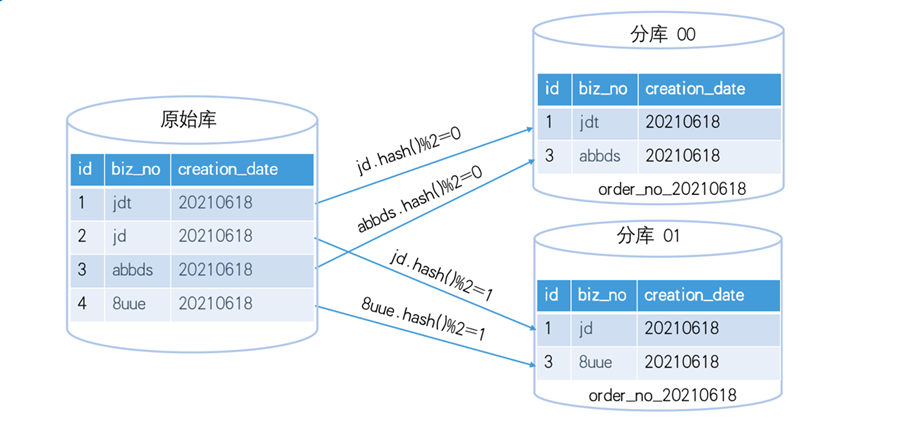 原始库
id biz_no creation_date
1 jdt 20210618
2 jd 20210618
3 abbds 20210618
4 8uue 20210618
jd.hash()%2=0
abbds.hash()%2=0
jd.hash()%2=1
8uue.hash()%2=1
分库 00
id biz_no creation_date
1 jdt 20210618
3 abbds 20210618
order_no_20210618
分库 01
id biz_no creation_date
1 jd 20210618
3 8uue 20210618
order_no_20210618